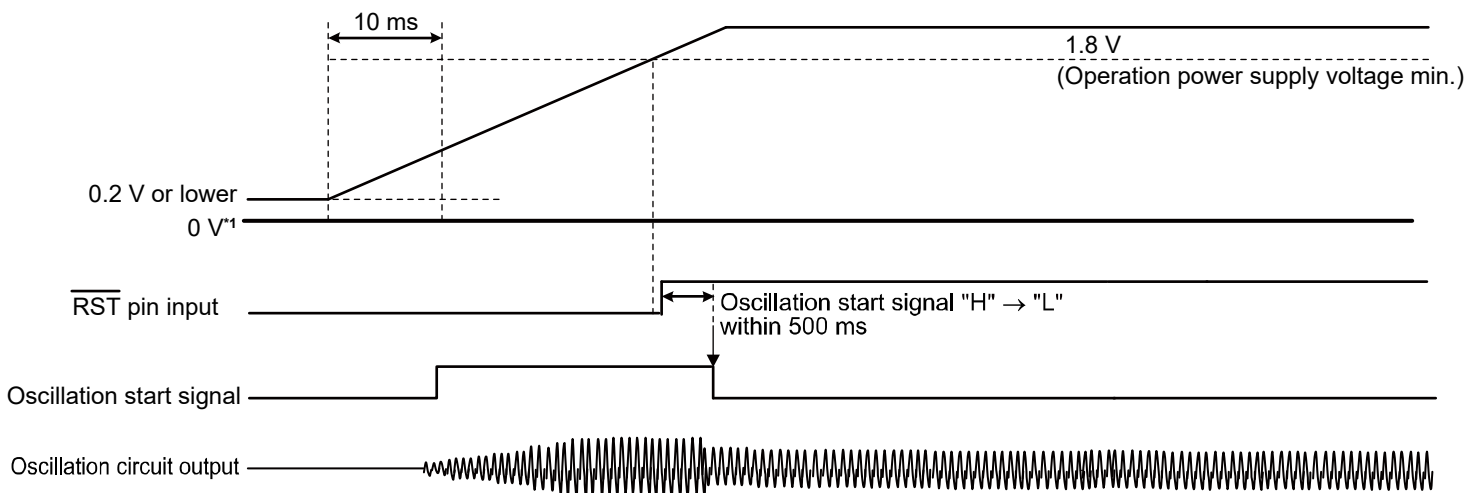 10 ms
1.8 V
(Operation power supply voltage min.)
0.2 V or lower
0 V*1
RST pin input
Oscillation start signal "H" → "L"
within 500 ms
Oscillation start signal
Oscillation circuit output